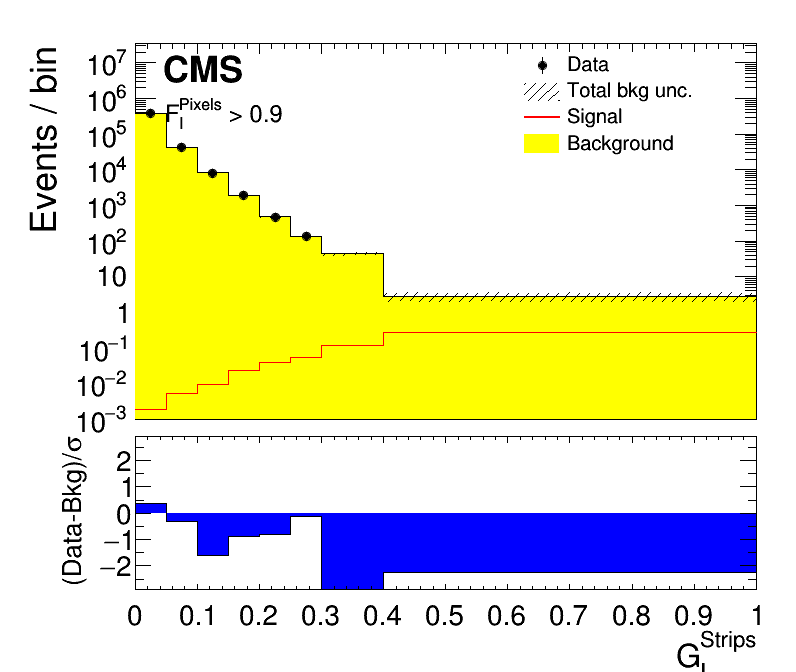 CMS
F_I^Pixels > 0.9
Data
Total bkg unc.
Signal
Background
Events / bin
10^7
10^6
10^5
10^4
10^3
10^2
10
1
10^−1
10^−2
10^−3
(Data-Bkg)/σ
2
1
0
−1
−2
0 0.1 0.2 0.3 0.4 0.5 0.6 0.7 0.8 0.9 1
G_I^Strips